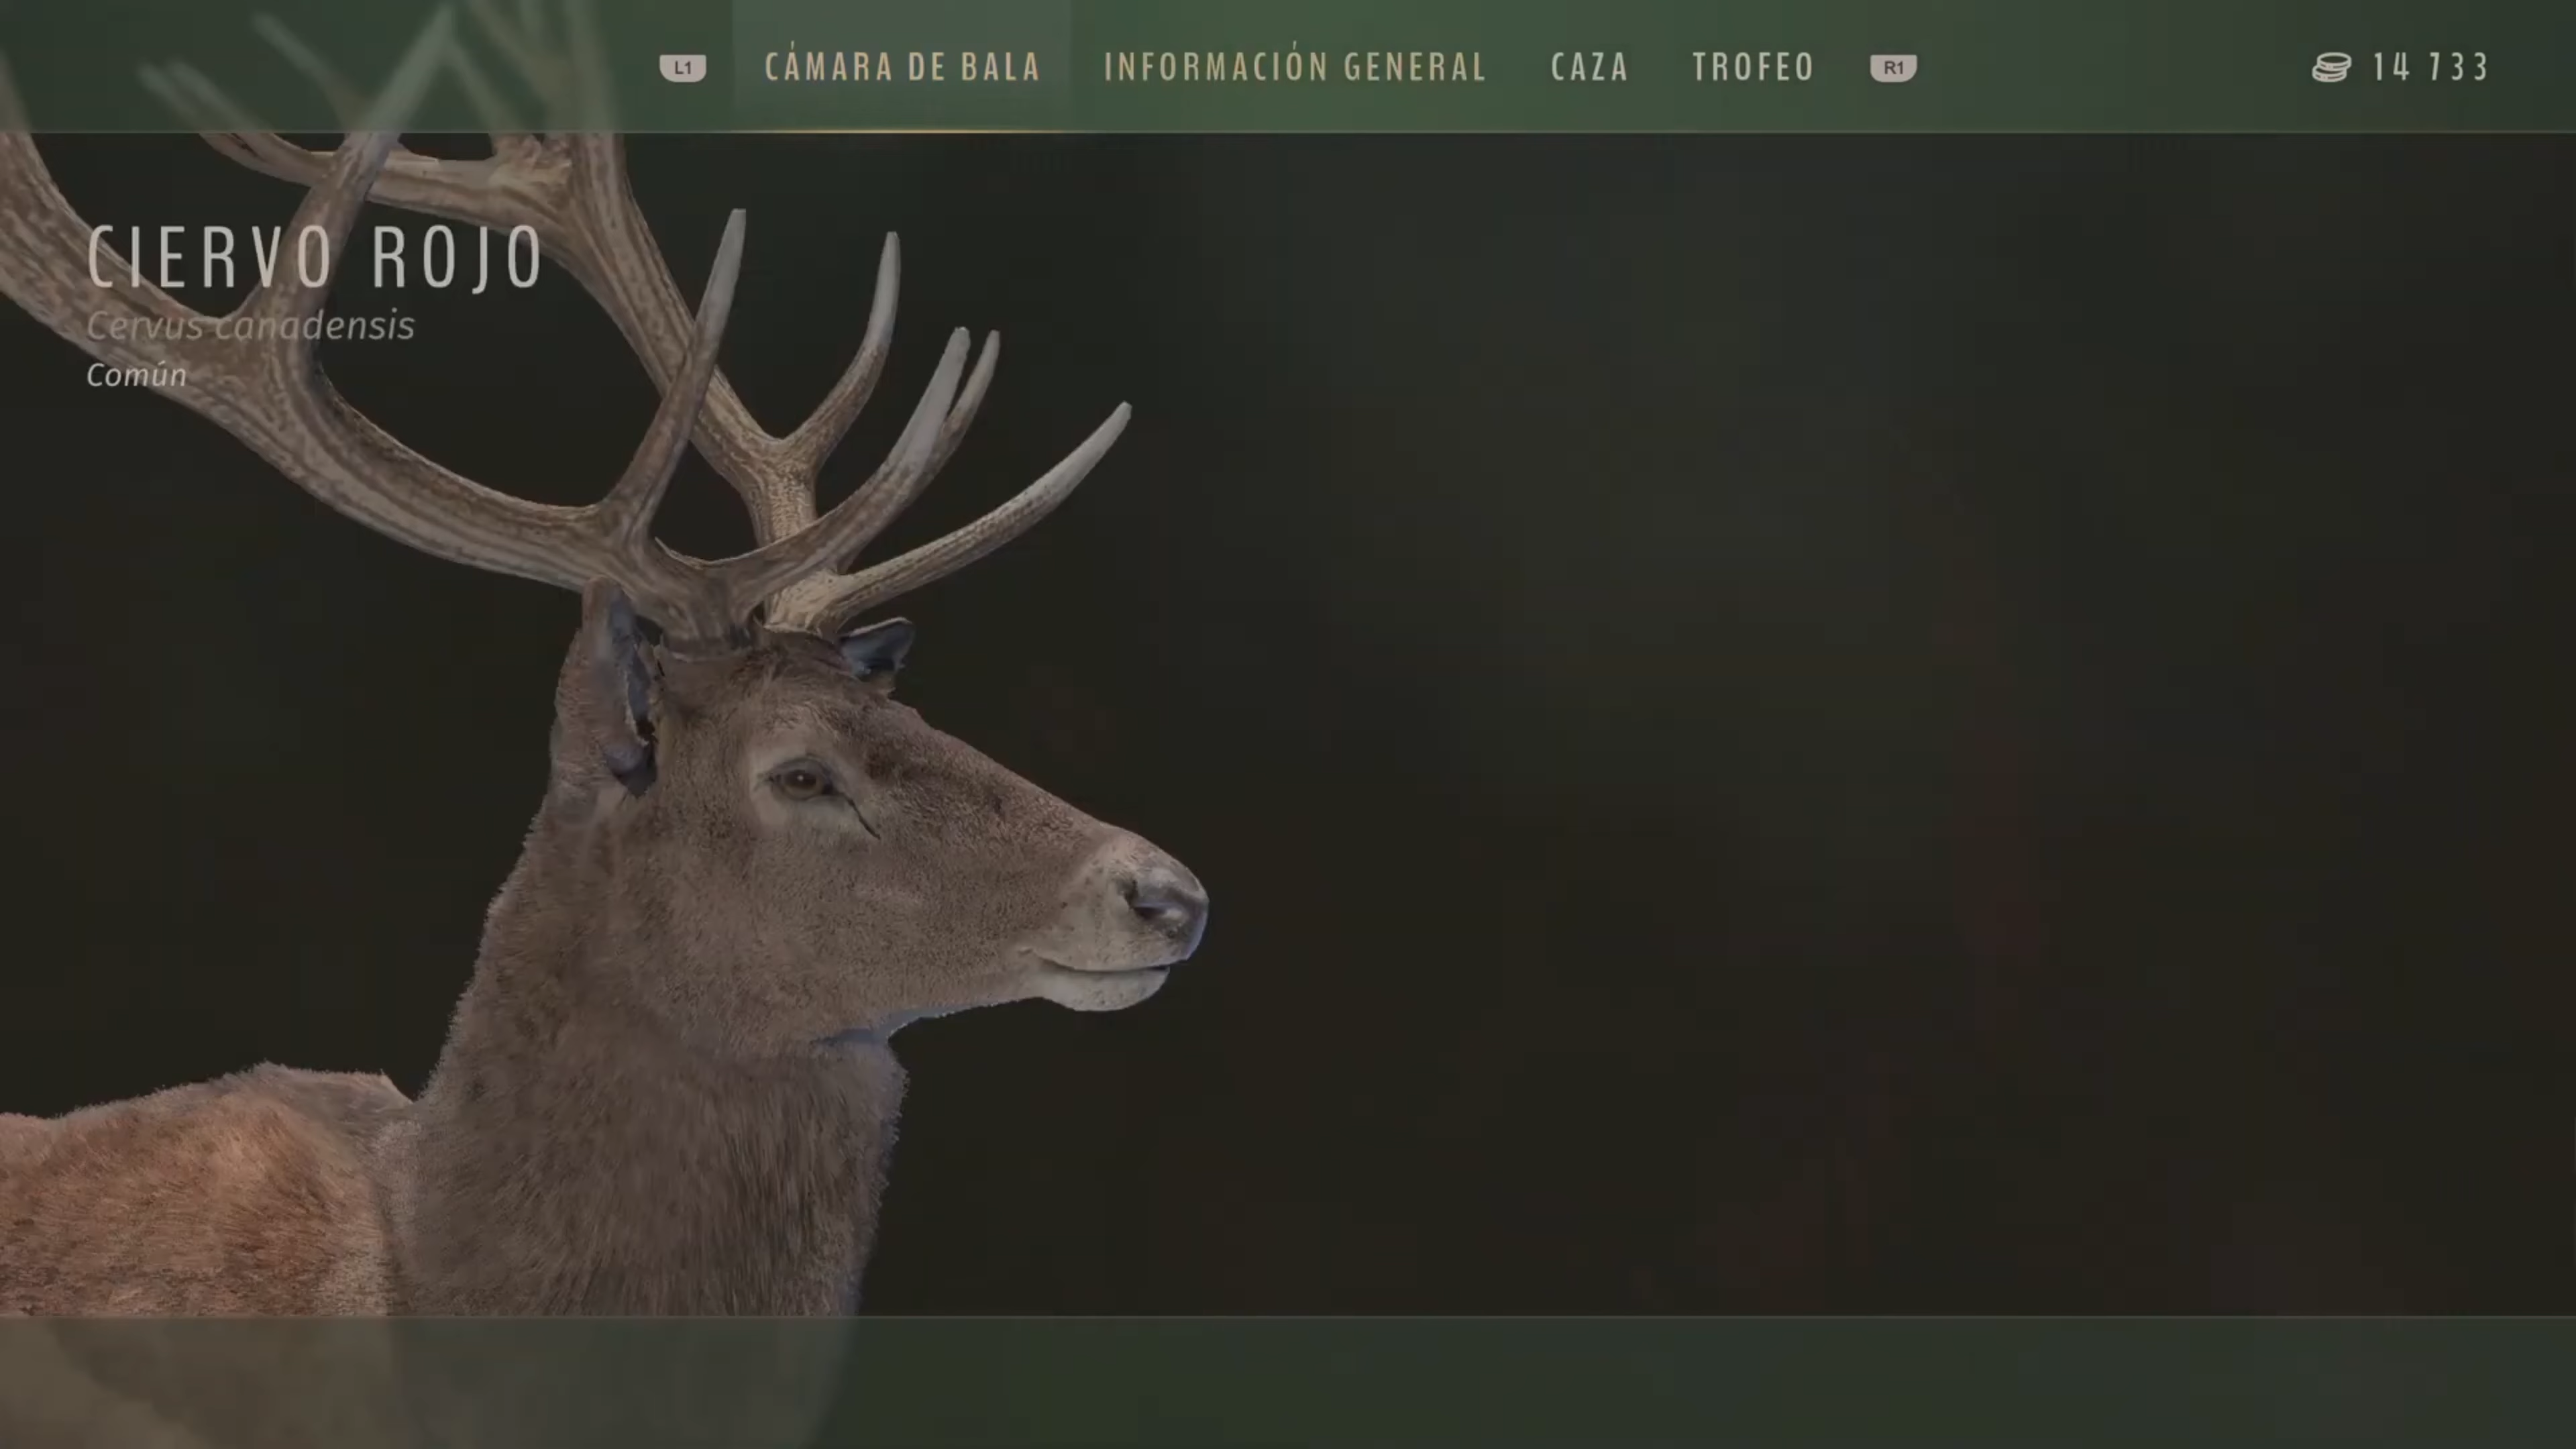 L1 CÁMARA DE BALA INFORMACIÓN GENERAL CAZA TROFEO R1 14 733
CIERVO ROJO
Cervus canadensis
Común